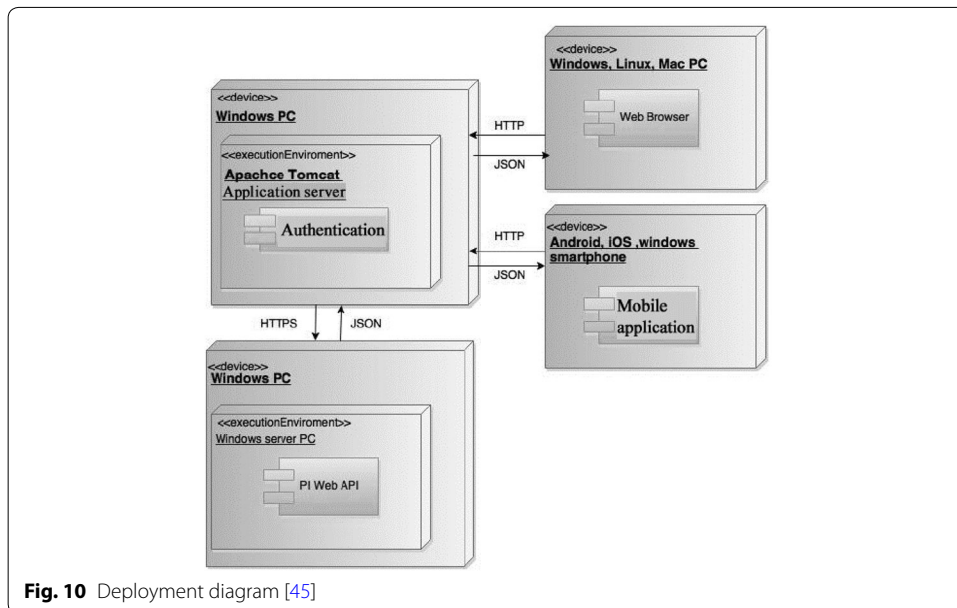 <<device>>
Windows PC
<<executionEnviroment>>
Apachce Tomcat
Application server
Authentication
HTTP
JSON
<<device>>
Windows, Linux, Mac PC
Web Browser
HTTP
JSON
<<device>>
Android, iOS ,windows
smartphone
Mobile
application
HTTPS
JSON
<<device>>
Windows PC
<<executionEnviroment>>
Windows server PC
PI Web API
Fig. 10 Deployment diagram [45]